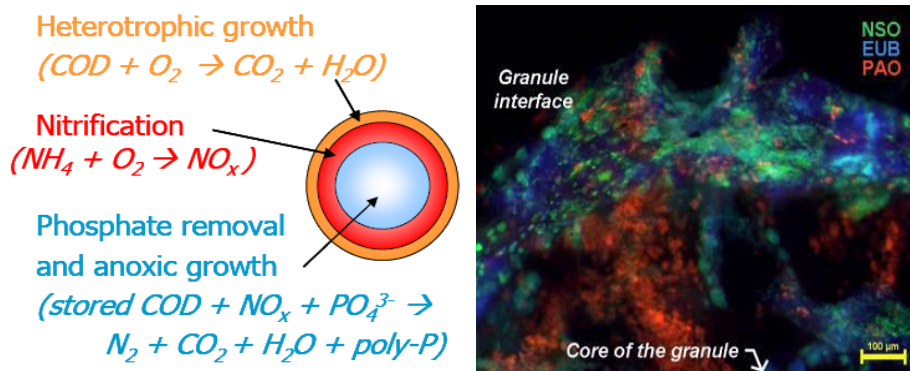 Heterotrophic growth
(COD + O₂ → CO₂ + H₂O)
Nitrification
(NH₄ + O₂ → NOₓ)
Phosphate removal
and anoxic growth
(stored COD + NOₓ + PO₄³⁻ →
N₂ + CO₂ + H₂O + poly-P)
NSO
EUB
PAO
Granule
interface
Core of the granule
100 µm